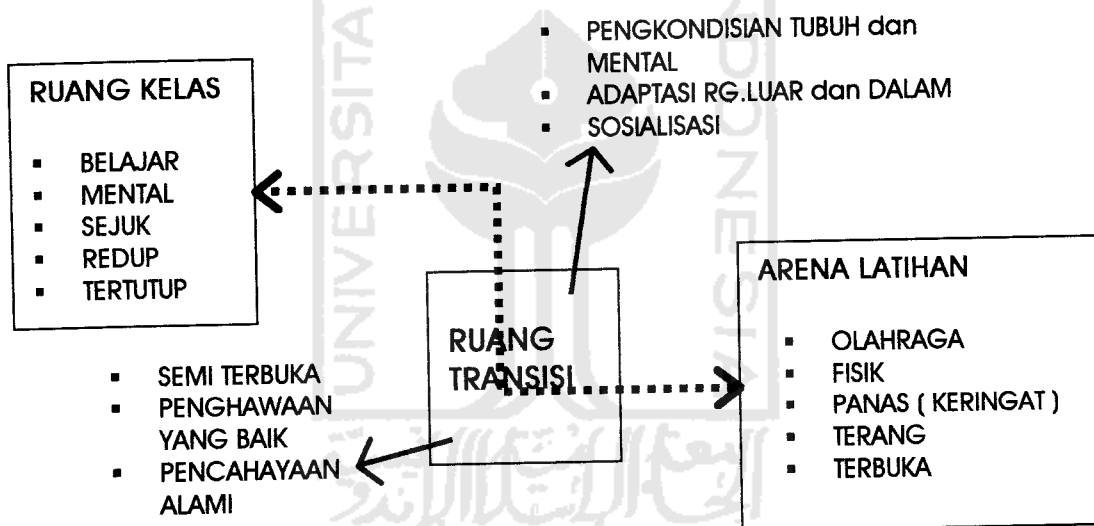 RUANG KELAS
▪ BELAJAR
▪ MENTAL
▪ SEJUK
▪ REDUP
▪ TERTUTUP
▪ PENGKONDISIAN TUBUH dan
MENTAL
▪ ADAPTASI RG.LUAR dan DALAM
▪ SOSIALISASI
RUANG
TRANSISI
▪ SEMI TERBUKA
▪ PENGHAWAAN
YANG BAIK
▪ PENCAHAYAAN
ALAMI
ARENA LATIHAN
▪ OLAHRAGA
▪ FISIK
▪ PANAS ( KERINGAT )
▪ TERANG
▪ TERBUKA
UNIVERSITA